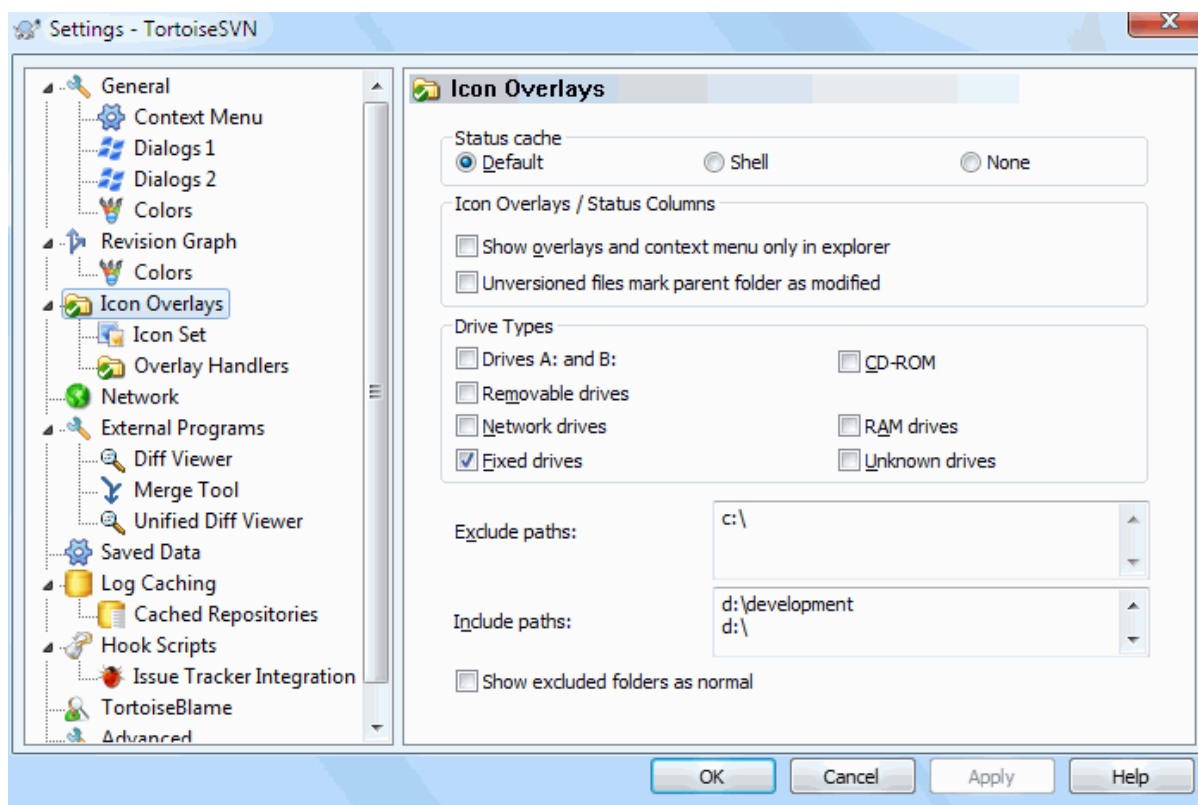 Settings - TortoiseSVN
General
Context Menu
Dialogs 1
Dialogs 2
Colors
Revision Graph
Colors
Icon Overlays
Icon Set
Overlay Handlers
Network
External Programs
Diff Viewer
Merge Tool
Unified Diff Viewer
Saved Data
Log Caching
Cached Repositories
Hook Scripts
Issue Tracker Integration
TortoiseBlame
Advanced
Icon Overlays
Status cache
Default Shell None
Icon Overlays / Status Columns
Show overlays and context menu only in explorer
Unversioned files mark parent folder as modified
Drive Types
Drives A: and B: CD-ROM
Removable drives
Network drives RAM drives
Fixed drives Unknown drives
Exclude paths: c:\
Include paths: d:\development
d:\
Show excluded folders as normal
OK Cancel Apply Help